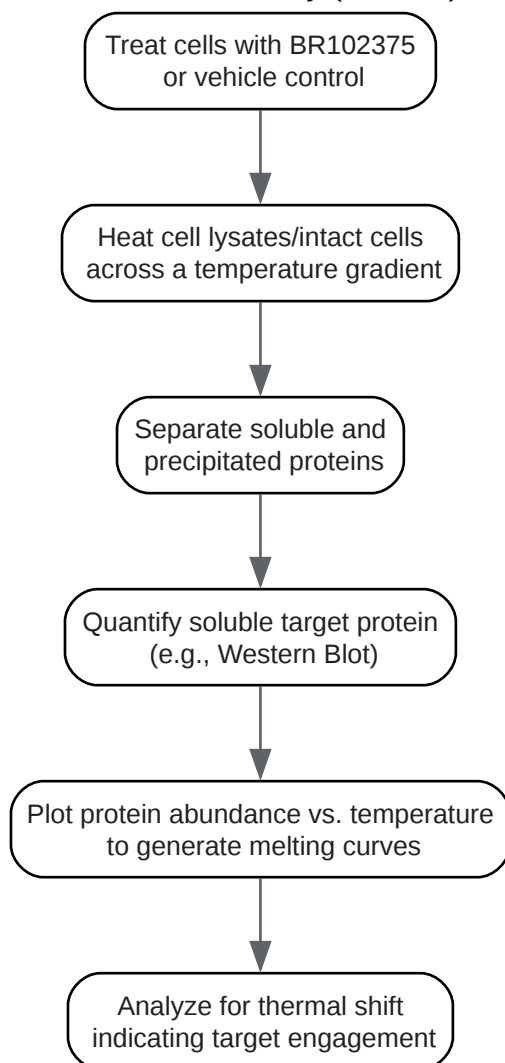 Treat cells with BR102375
or vehicle control
Heat cell lysates/intact cells
across a temperature gradient
Separate soluble and
precipitated proteins
Quantify soluble target protein
(e.g., Western Blot)
Plot protein abundance vs. temperature
to generate melting curves
Analyze for thermal shift
indicating target engagement